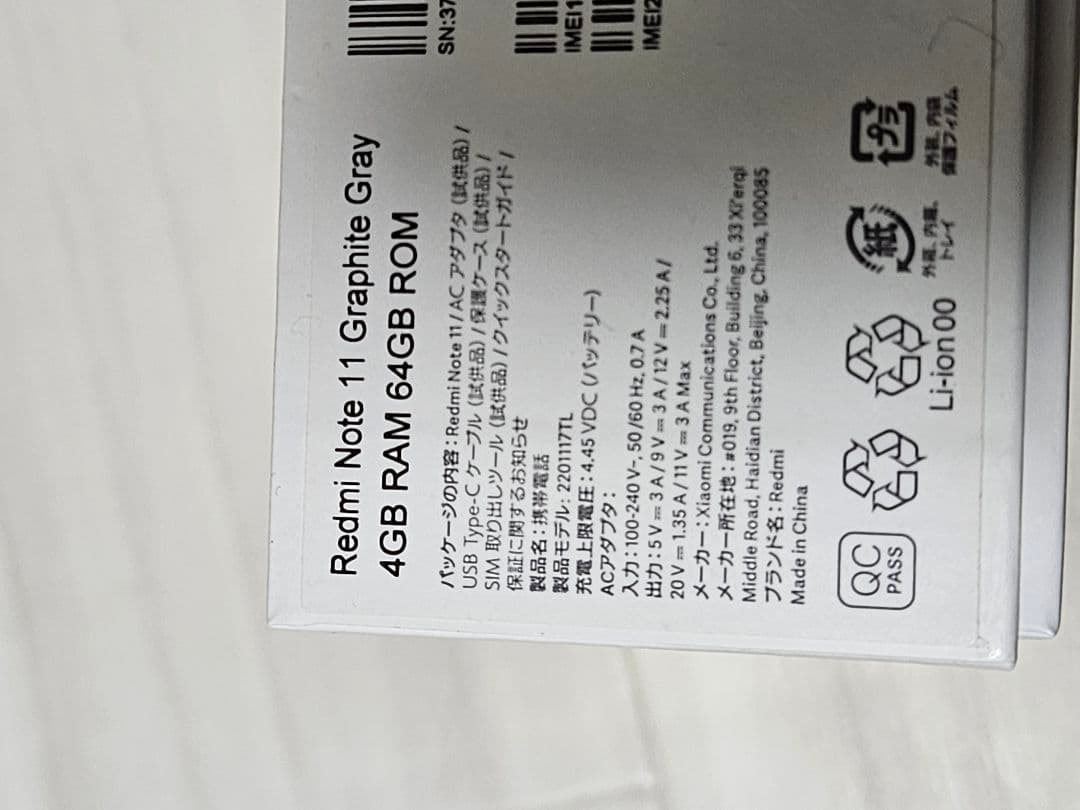 Redmi Note 11 Graphite Gray
4GB RAM 64GB ROM
SN:37
IMEI1
IMEI2
パッケージの内容:Redmi Note 11/AC アダプタ (試供品)/
USB Type-C ケーブル (試供品)/保護ケース (試供品)/
SIM 取り出しツール (試供品)/クイックスタートガイド/
保証に関するお知らせ
製品名:携帯電話
製品モデル: 2201117TL
充電上限電圧:4.45 VDC (バッテリー)
ACアダプタ:
入力:100-240 V~, 50/60 Hz, 0.7 A
出力:5 V⎓3 A/9 V⎓3 A/12 V⎓2.25 A/
20 V⎓1.35 A/11 V⎓3 A Max
メーカー:Xiaomi Communications Co., Ltd.
メーカー所在地:#019, 9th Floor, Building 6, 33 Xi'erqi
Middle Road, Haidian District, Beijing, China, 100085
ブランド名:Redmi
Made in China
QC
PASS
Li-ion 00
紙
外箱、内箱、
トレイ
プラ
外装、内袋
保護フィルム